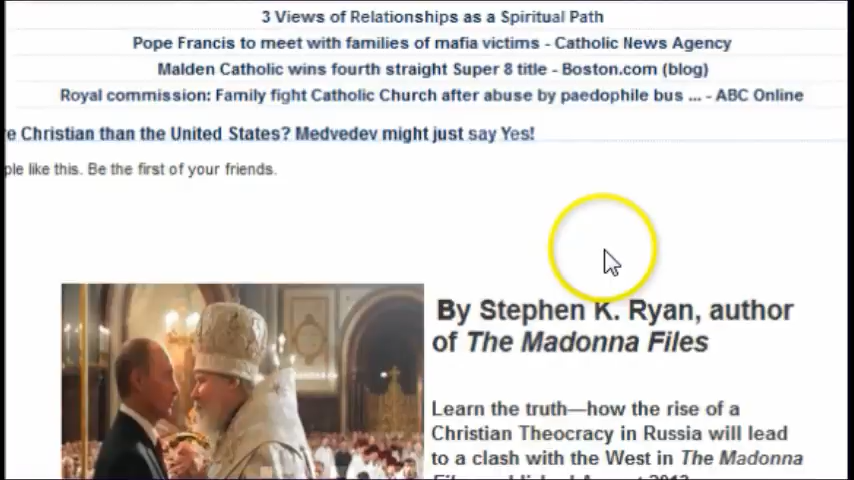 3 Views of Relationships as a Spiritual Path
Pope Francis to meet with families of mafia victims - Catholic News Agency
Malden Catholic wins fourth straight Super 8 title - Boston.com (blog)
Royal commission: Family fight Catholic Church after abuse by paedophile bus ... - ABC Online
e Christian than the United States? Medvedev might just say Yes!
ple like this. Be the first of your friends.
By Stephen K. Ryan, author
of The Madonna Files
Learn the truth—how the rise of a
Christian Theocracy in Russia will lead
to a clash with the West in The Madonna